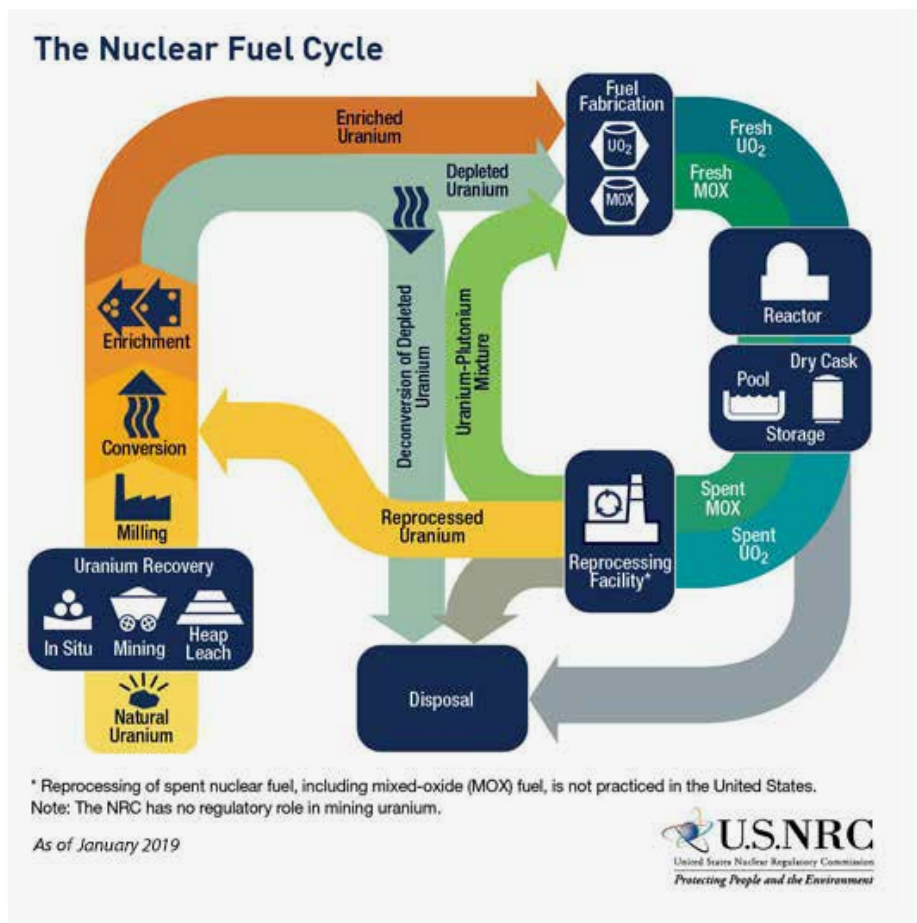 The Nuclear Fuel Cycle
Enriched
Uranium
Depleted
Uranium
Fuel
Fabrication
UO₂
MOX
Fresh
UO₂
Fresh
MOX
Reactor
Pool
Dry Cask
Storage
Enrichment
Conversion
Milling
Deconversion of Depleted
Uranium
Uranium-Plutonium
Mixture
Reprocessed
Uranium
Reprocessing
Facility*
Spent
MOX
Spent
UO₂
Uranium Recovery
In Situ
Mining
Heap
Leach
Natural
Uranium
Disposal
* Reprocessing of spent nuclear fuel, including mixed-oxide (MOX) fuel, is not practiced in the United States.
Note: The NRC has no regulatory role in mining uranium.
As of January 2019
U.S.NRC
United States Nuclear Regulatory Commission
Protecting People and the Environment